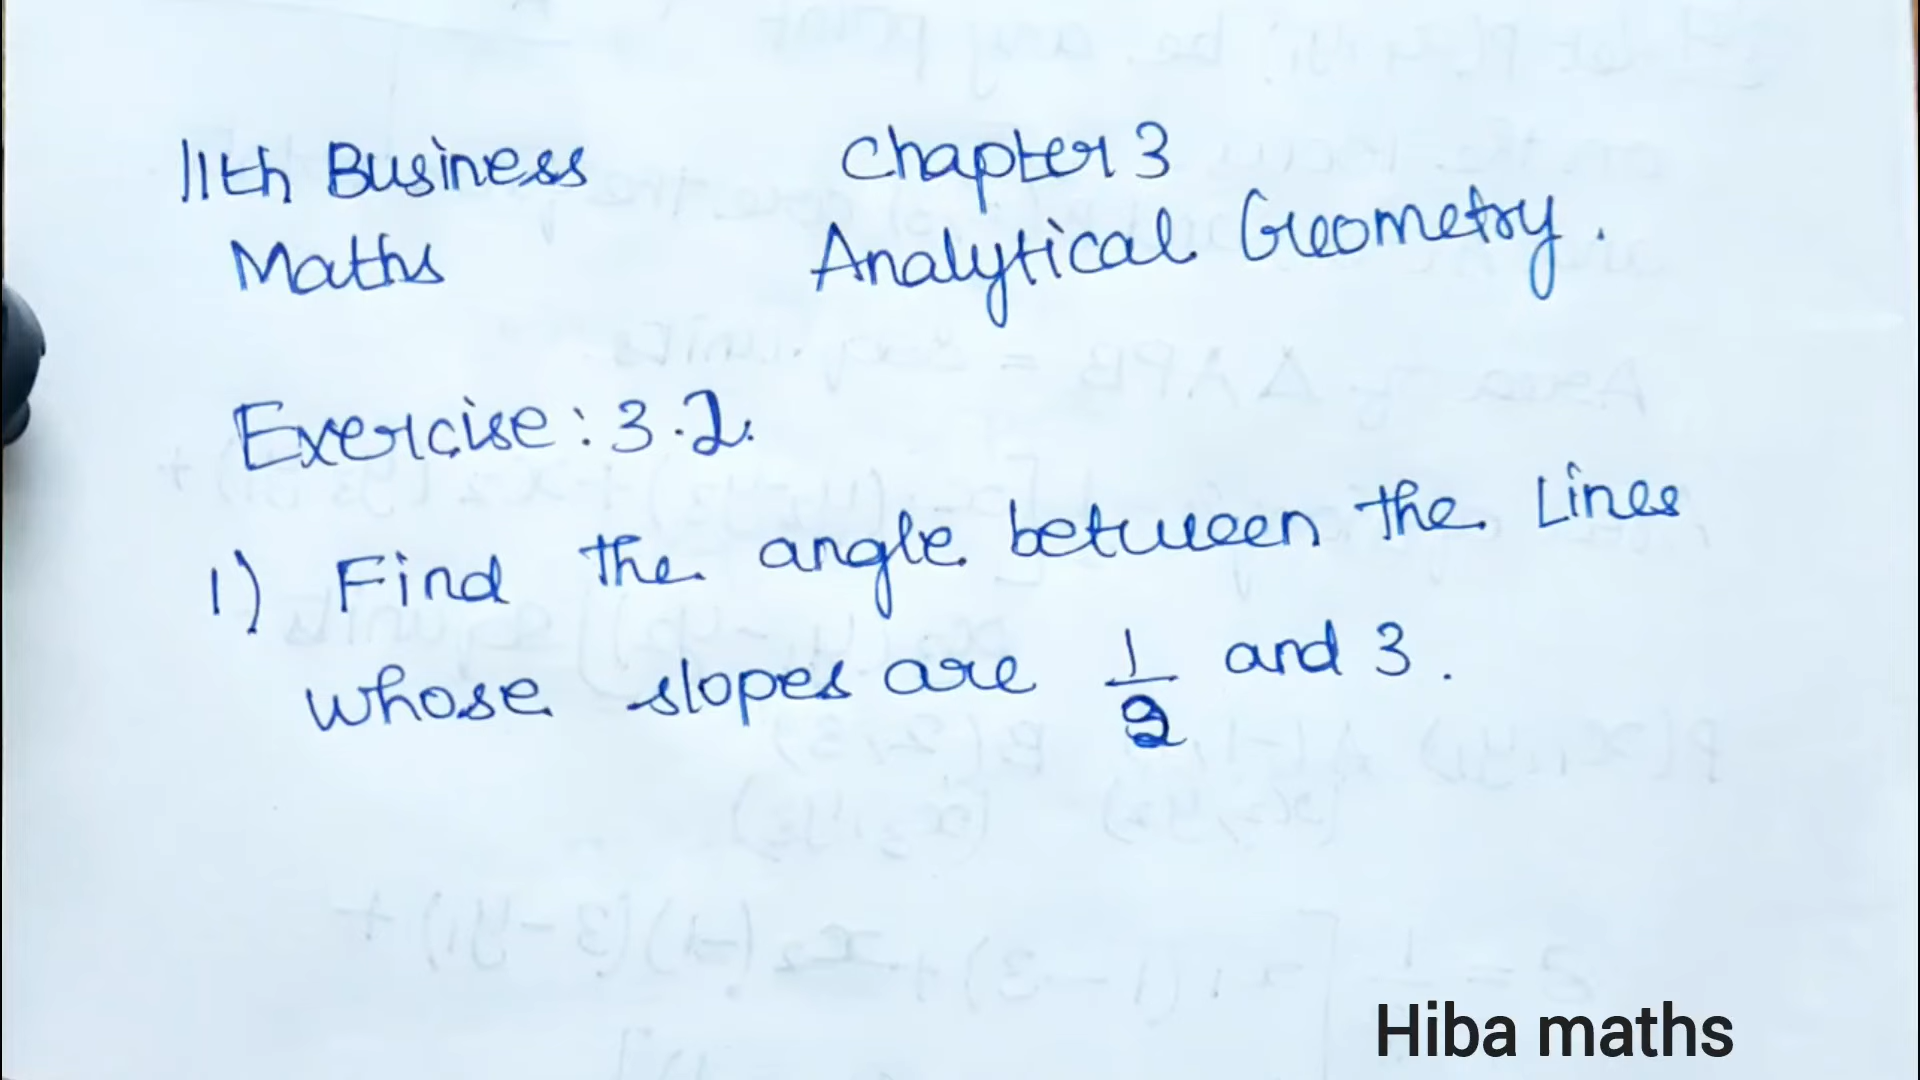 11th Business
Maths
Chapter 3
Analytical Geometry.
Exercise: 3.2.
1) Find the angle between the Lines
whose slopes are 1/2 and 3.
Hiba maths